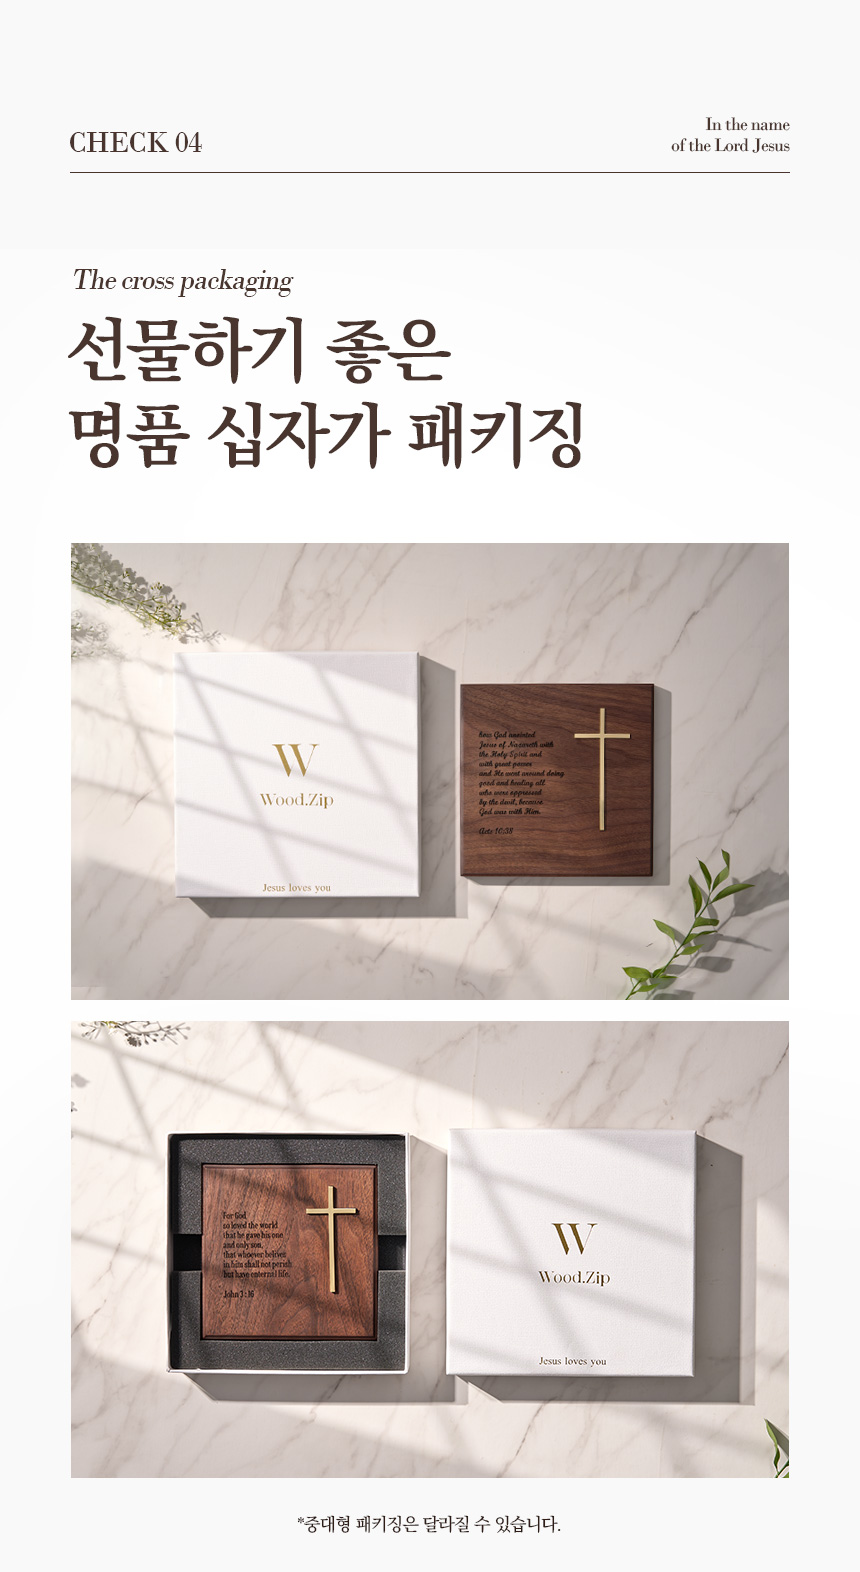 CHECK 04
In the name
of the Lord Jesus
The cross packaging
선물하기 좋은
명품 십자가 패키징
W
Wood.Zip
Jesus loves you
how God anointed
Jesus of Nazareth with
the Holy Spirit and
with great power
and He went around doing
good and healing all
who were oppressed
by the devil, because
God was with Him.
Acts 10:38
For God
so loved the world
that he gave his one
and only son,
that whoever
in shall not perish
but have life.
John 3:16
W
Wood.Zip
Jesus loves you
*중대형 패키징은 달라질 수 있습니다.